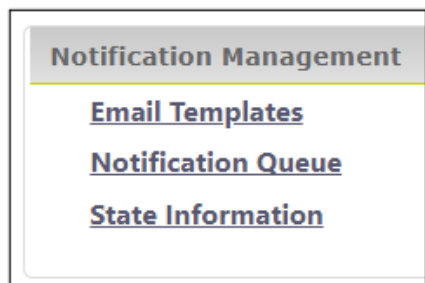 Notification Management
Email Templates
Notification Queue
State Information